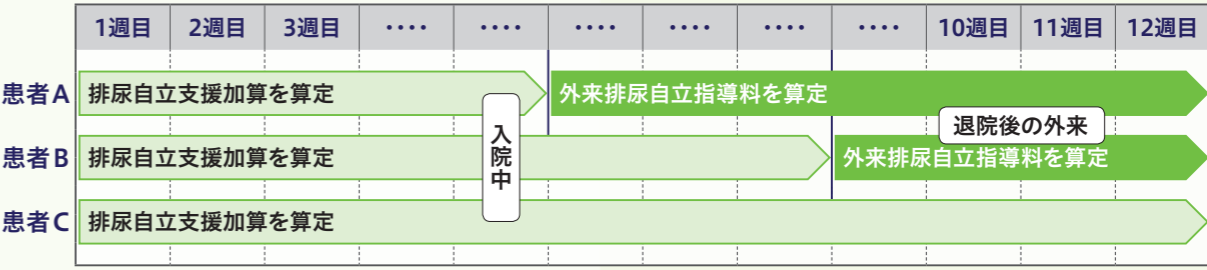 1週目 2週目 3週目 ‥‥ ‥‥ ‥‥ ‥‥ ‥‥ ‥‥ 10週目 11週目 12週目
患者A 排尿自立支援加算を算定 外来排尿自立指導料を算定
入院中
退院後の外来
患者B 排尿自立支援加算を算定 外来排尿自立指導料を算定
患者C 排尿自立支援加算を算定